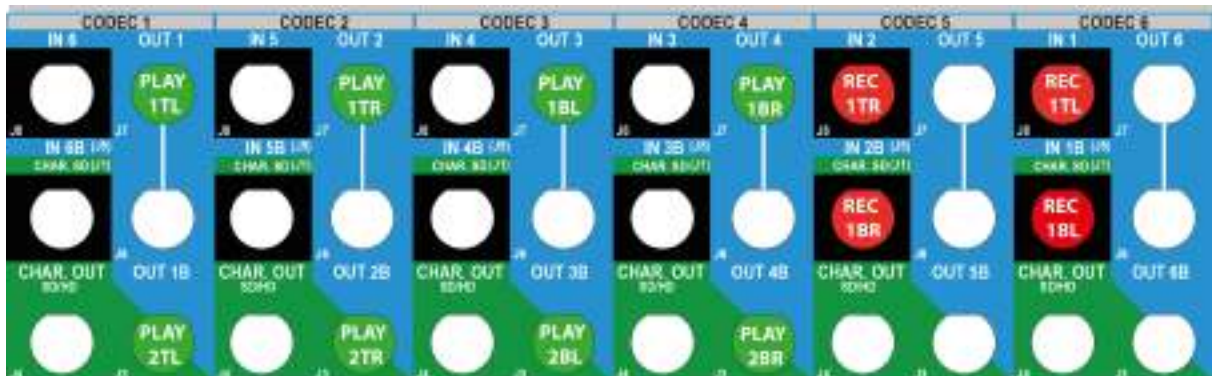 CODEC 1 CODEC 2 CODEC 3 CODEC 4 CODEC 5 CODEC 6
IN 6 OUT 1 IN 5 OUT 2 IN 4 OUT 3 IN 3 OUT 4 IN 2 OUT 5 IN 1 OUT 6
PLAY PLAY PLAY PLAY REC REC
1TL 1TR 1BL 1BR 1TR 1TL
IN 6B IN 5B IN 4B IN 3B IN 2B IN 1B
CHAR. SD CHAR. SD CHAR. SD CHAR. SD CHAR. SD CHAR. SD
REC REC
1BR 1BL
CHAR. OUT OUT 1B CHAR. OUT OUT 2B CHAR. OUT OUT 3B CHAR. OUT OUT 4B CHAR. OUT OUT 5B CHAR. OUT OUT 6B
SD/HD SD/HD SD/HD SD/HD SD/HD SD/HD
PLAY PLAY PLAY PLAY
2TL 2TR 2BL 2BR